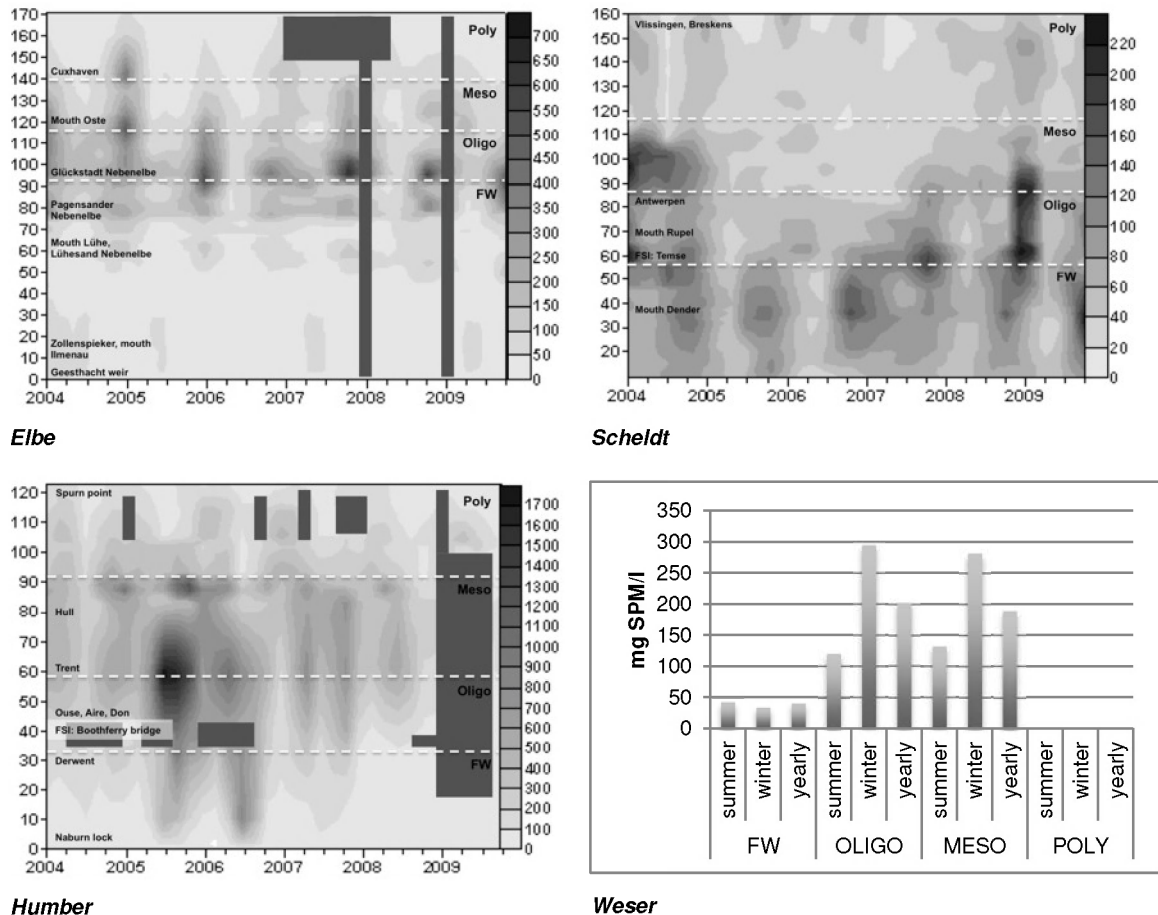 170
160
150
140
130
120
110
100
90
80
70
60
50
40
30
20
10
0
Poly
Cuxhaven
Meso
Mouth Oste
Oligo
Glückstadt Nebenelbe
FW
Pagensander
Nebenelbe
Mouth Lühe,
Lühesand Nebenelbe
Zollenspieker, mouth
Ilmenau
Geesthacht weir
700
650
600
550
500
450
400
350
300
250
200
150
100
50
0
2004 2005 2006 2007 2008 2009
Elbe
160
150
140
130
120
110
100
90
80
70
60
50
40
30
20
Vlissingen, Breskens
Poly
Meso
Antwerpen
Oligo
Mouth Rupel
FSI: Temse
FW
Mouth Dender
220
200
180
160
140
120
100
80
60
40
20
0
2004 2005 2006 2007 2008 2009
Scheldt
120
110
100
90
80
70
60
50
40
30
20
10
0
Spurn point
Poly
Meso
Hull
Trent
Oligo
Ouse, Aire, Don
FSI: Boothferry bridge
FW
Derwent
Naburn lock
1700
1600
1500
1400
1300
1200
1100
1000
900
800
700
600
500
400
300
200
100
0
2004 2005 2006 2007 2008 2009
Humber
mg SPM/l
350
300
250
200
150
100
50
0
summer winter yearly summer winter yearly summer winter yearly summer winter yearly
FW OLIGO MESO POLY
Weser